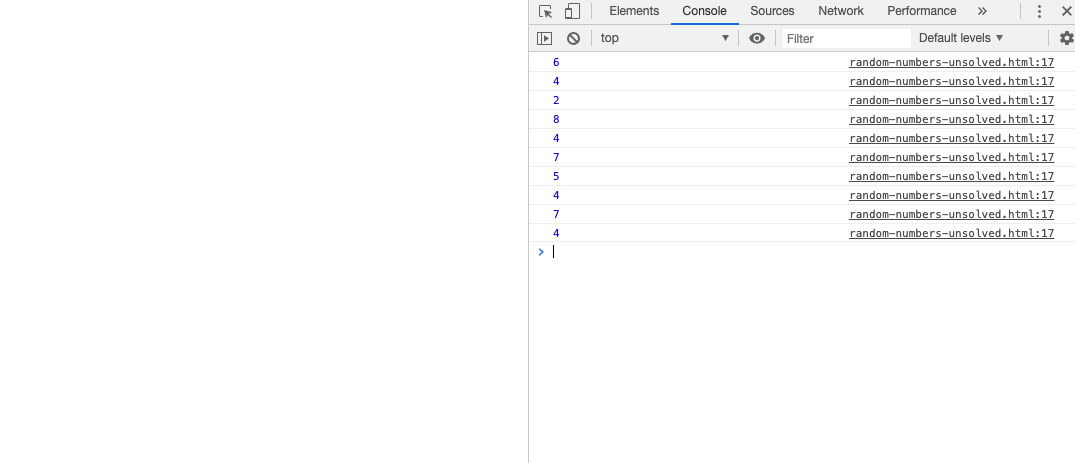 Elements Console Sources Network Performance »
top ▼ Filter Default levels ▼
6 random-numbers-unsolved.html:17
4 random-numbers-unsolved.html:17
2 random-numbers-unsolved.html:17
8 random-numbers-unsolved.html:17
4 random-numbers-unsolved.html:17
7 random-numbers-unsolved.html:17
5 random-numbers-unsolved.html:17
4 random-numbers-unsolved.html:17
7 random-numbers-unsolved.html:17
4 random-numbers-unsolved.html:17